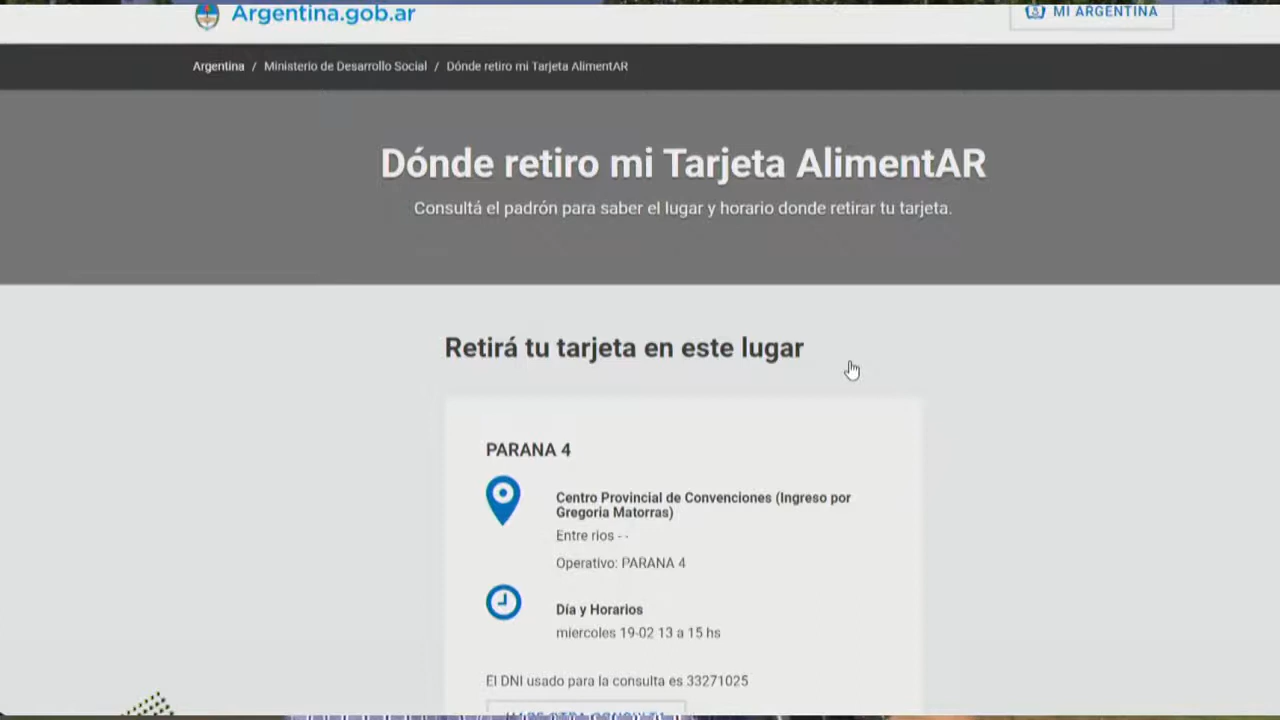 Argentina.gob.ar
MI ARGENTINA
Argentina / Ministerio de Desarrollo Social / Dónde retiro mi Tarjeta AlimentAR
Dónde retiro mi Tarjeta AlimentAR
Consultá el padrón para saber el lugar y horario donde retirar tu tarjeta.
Retirá tu tarjeta en este lugar
PARANA 4
Centro Provincial de Convenciones (Ingreso por
Gregoria Matorras)
Entre rios - -
Operativo: PARANA 4
Día y Horarios
miercoles 19-02 13 a 15 hs
El DNI usado para la consulta es 33271025